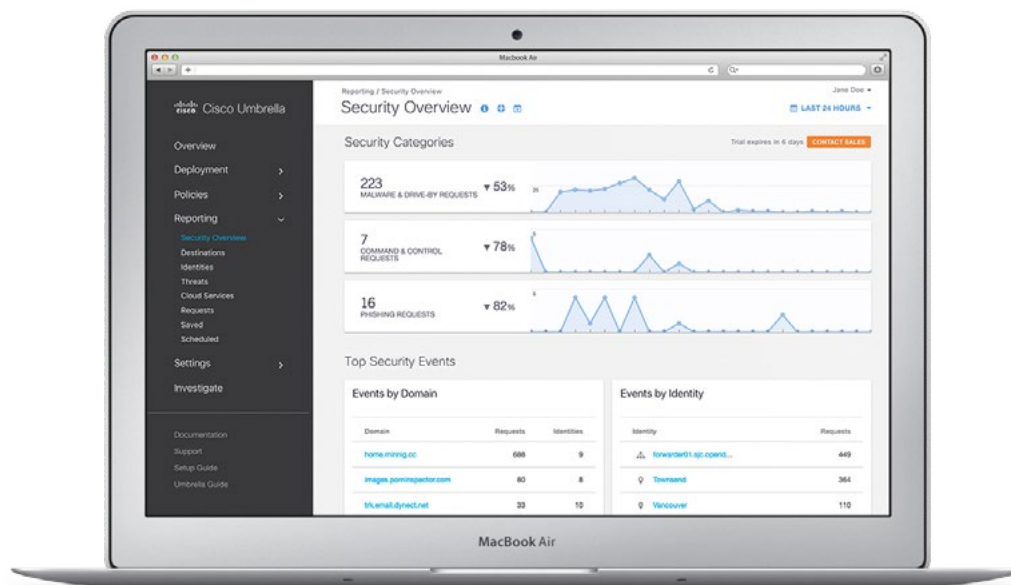 Macbook Air
cisco Cisco Umbrella
Overview
Deployment
Policies
Reporting
Security Overview
Destinations
Identities
Threats
Cloud Services
Requests
Saved
Scheduled
Settings
Investigate
Documentation
Support
Setup Guide
Umbrella Guide
Reporting / Security Overview
Jane Doe
Security Overview
LAST 24 HOURS
Security Categories
Trial expires in 6 days CONTACT SALES
223
MALWARE & DRIVE-BY REQUESTS
53%
7
COMMAND & CONTROL
REQUESTS
78%
16
PHISHING REQUESTS
82%
Top Security Events
Events by Domain
Domain Requests Identities
home.minnig.cc 688 9
images.porninspector.com 80 8
trk.email.dynect.net 33 10
Events by Identity
Identity Requests
forwarder01.sjc.opend... 449
Townsend 364
Vancouver 110
MacBook Air